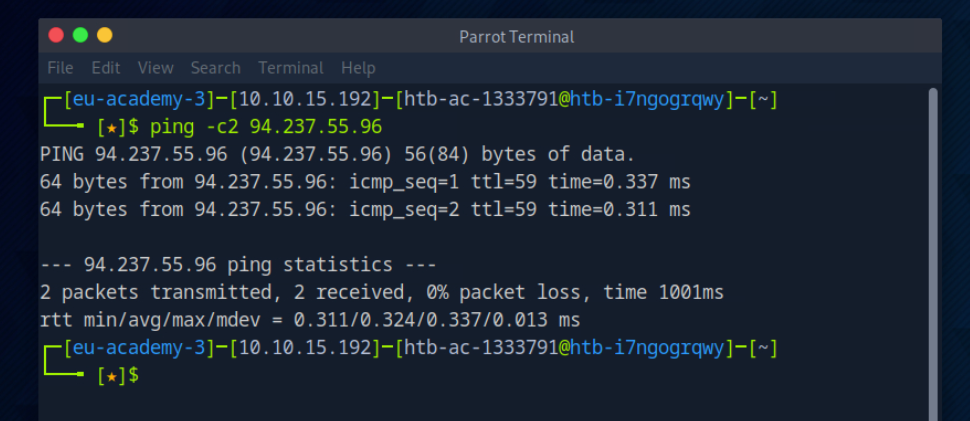 Parrot Terminal
File Edit View Search Terminal Help
┌─[eu-academy-3]─[10.10.15.192]─[htb-ac-1333791@htb-i7ngogrqwy]─[~]
└──╼ [★]$ ping -c2 94.237.55.96
PING 94.237.55.96 (94.237.55.96) 56(84) bytes of data.
64 bytes from 94.237.55.96: icmp_seq=1 ttl=59 time=0.337 ms
64 bytes from 94.237.55.96: icmp_seq=2 ttl=59 time=0.311 ms
--- 94.237.55.96 ping statistics ---
2 packets transmitted, 2 received, 0% packet loss, time 1001ms
rtt min/avg/max/mdev = 0.311/0.324/0.337/0.013 ms
┌─[eu-academy-3]─[10.10.15.192]─[htb-ac-1333791@htb-i7ngogrqwy]─[~]
└──╼ [★]$